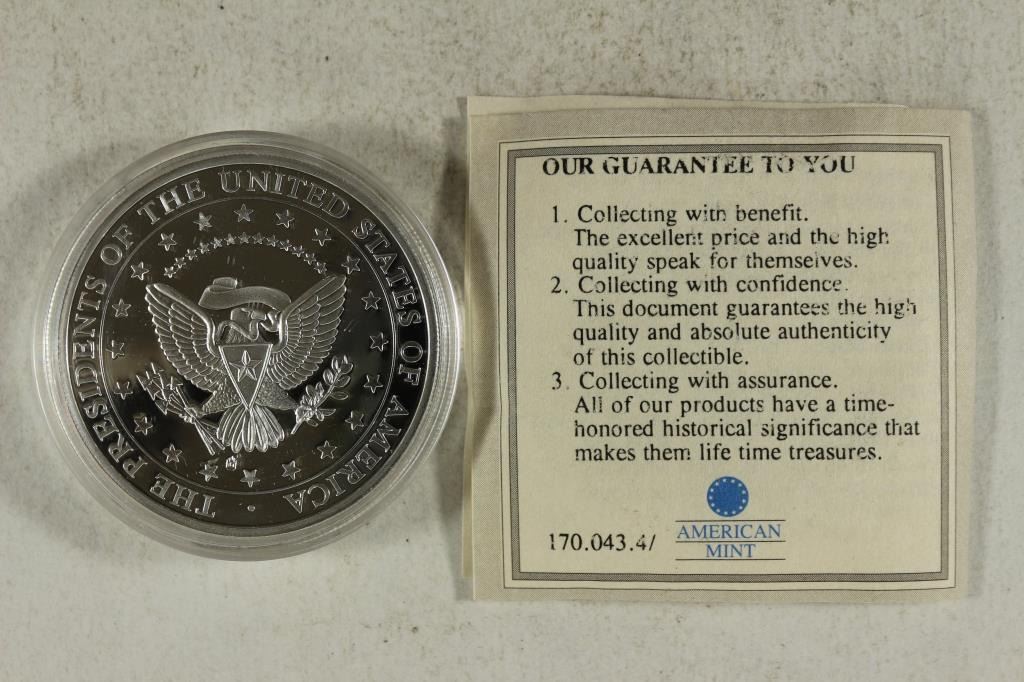 THE PRESIDENTS OF THE UNITED STATES OF AMERICA ·
OUR GUARANTEE TO YOU
1. Collecting with benefit.
The excellent price and the high
quality speak for themselves.
2. Collecting with confidence.
This document guarantees the high
quality and absolute authenticity
of this collectible.
3. Collecting with assurance.
All of our products have a time-
honored historical significance that
makes them life time treasures.
170.043.4/
AMERICAN
MINT